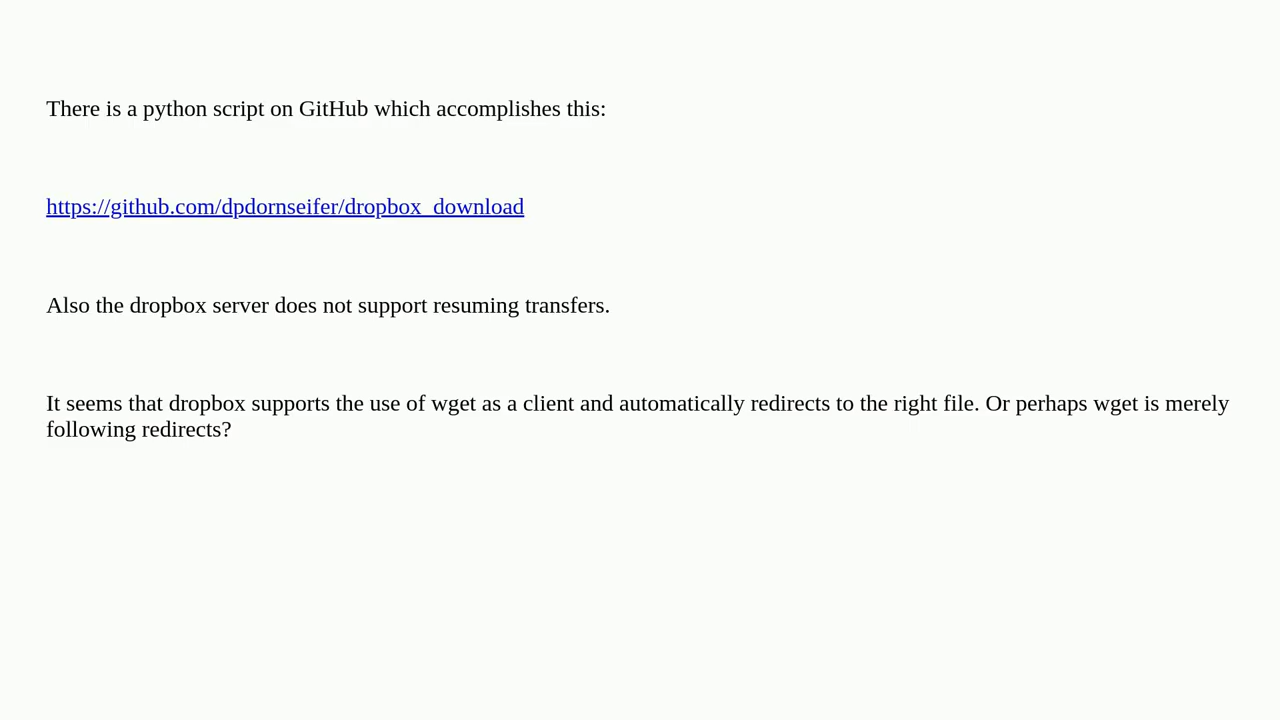 There is a python script on GitHub which accomplishes this:
https://github.com/dpdornseifer/dropbox_download
Also the dropbox server does not support resuming transfers.
It seems that dropbox supports the use of wget as a client and automatically redirects to the right file. Or perhaps wget is merely
following redirects?